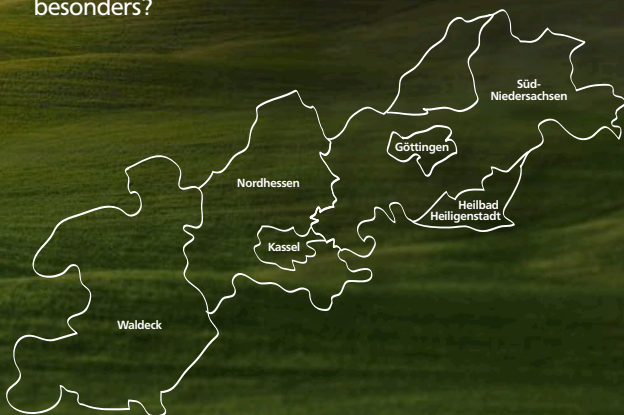 besonders?
Süd-
Niedersachsen
Göttingen
Nordhessen
Heilbad
Heiligenstadt
Kassel
Waldeck